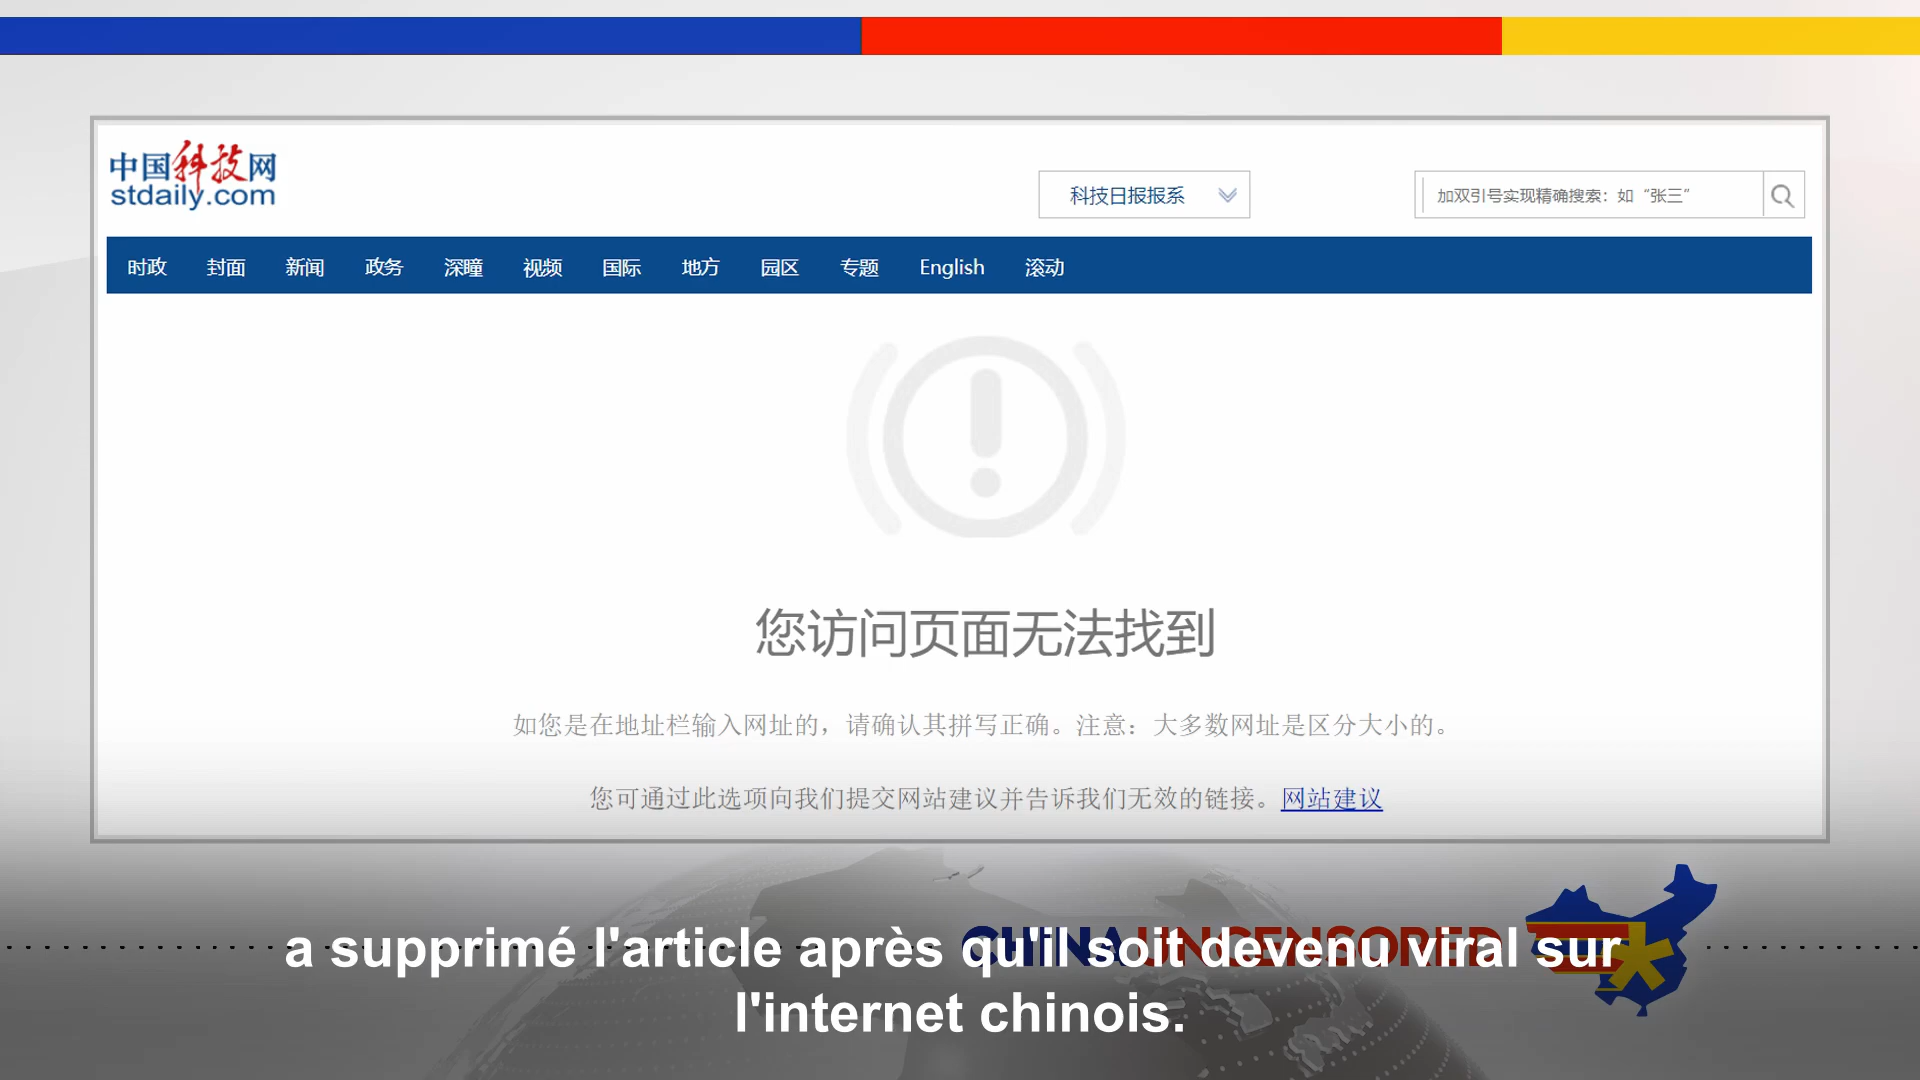 中国科技网
stdaily.com
科技日报报系
加双引号实现精确搜索：如“张三”
时政 封面 新闻 政务 深瞳 视频 国际 地方 园区 专题 English 滚动
您访问页面无法找到
如您是在地址栏输入网址的，请确认其拼写正确。注意：大多数网址是区分大小的。
您可通过此选项向我们提交网站建议并告诉我们无效的链接。网站建议
CHINA UNCENSORED
a supprimé l'article après qu'il soit devenu viral sur
l'internet chinois.